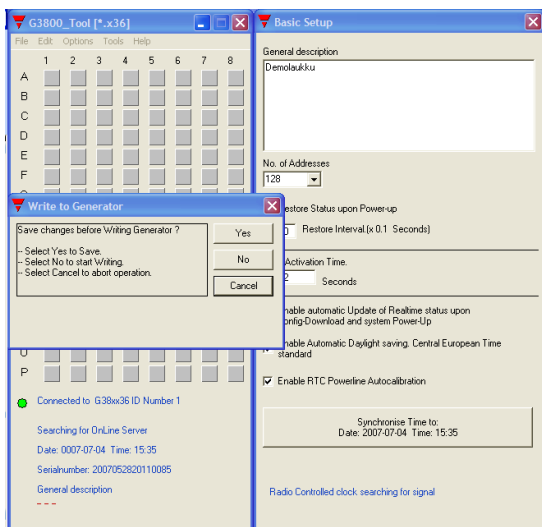 G3800_Tool [*.x36]
File Edit Options Tools Help
1 2 3 4 5 6 7 8
A
B
C
D
E
F
Write to Generator
Save changes before Writing Generator ?
-- Select Yes to Save.
-- Select No to start Writing.
-- Select Cancel to abort operation.
Yes
No
Cancel
P
Connected to G38xx36 ID Number 1
Searching for OnLine Server
Date: 0007-07-04 Time: 15:35
Serialnumber: 2007052820110085
General description
- - -
Basic Setup
General description
Demolaukku
No. of Addresses
128
estore Status upon Power-up
Restore Interval.(x 0.1 Seconds)
Activation Time.
2 Seconds
nable automatic Update of Realtime status upon
onfig-Download and system Power-Up
nable Automatic Daylight saving. Central European Time
standard
Enable RTC Powerline Autocalibration
Synchronise Time to:
Date: 2007-07-04 Time: 15:35
Radio Controlled clock searching for signal